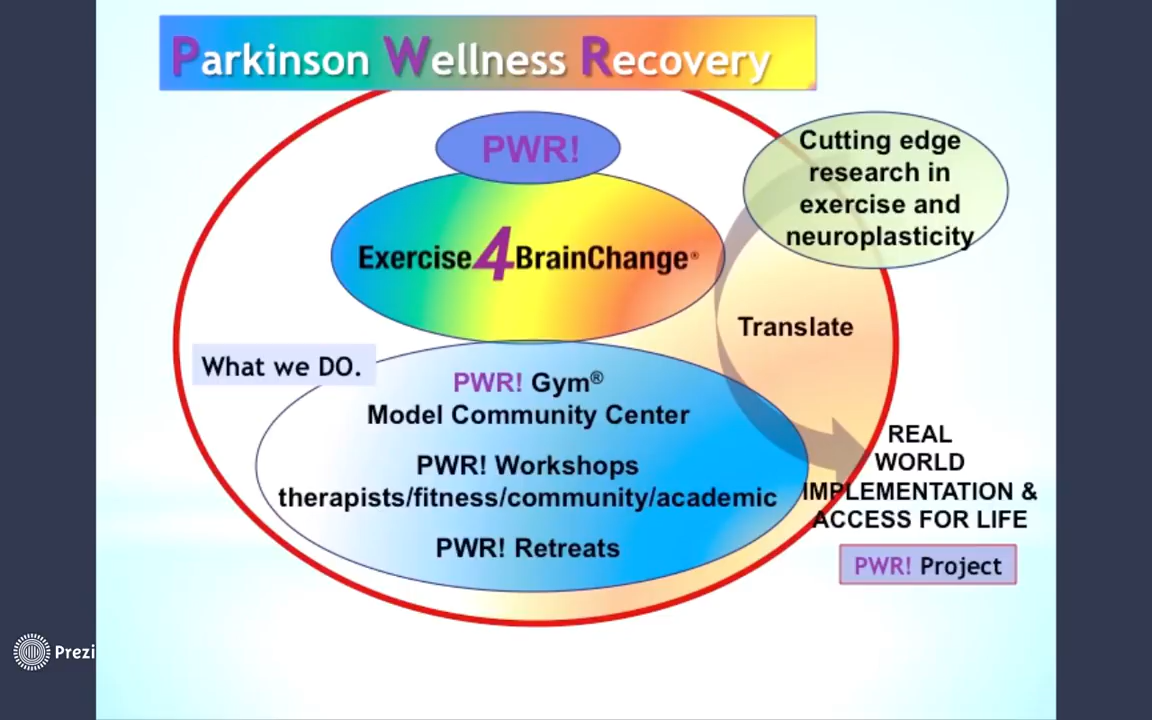 Parkinson Wellness Recovery
PWR!
Cutting edge
research in
exercise and
neuroplasticity
Exercise4BrainChange®
Translate
What we DO.
PWR! Gym®
Model Community Center
PWR! Workshops
therapists/fitness/community/academic
PWR! Retreats
REAL
WORLD
IMPLEMENTATION &
ACCESS FOR LIFE
PWR! Project
Prezi